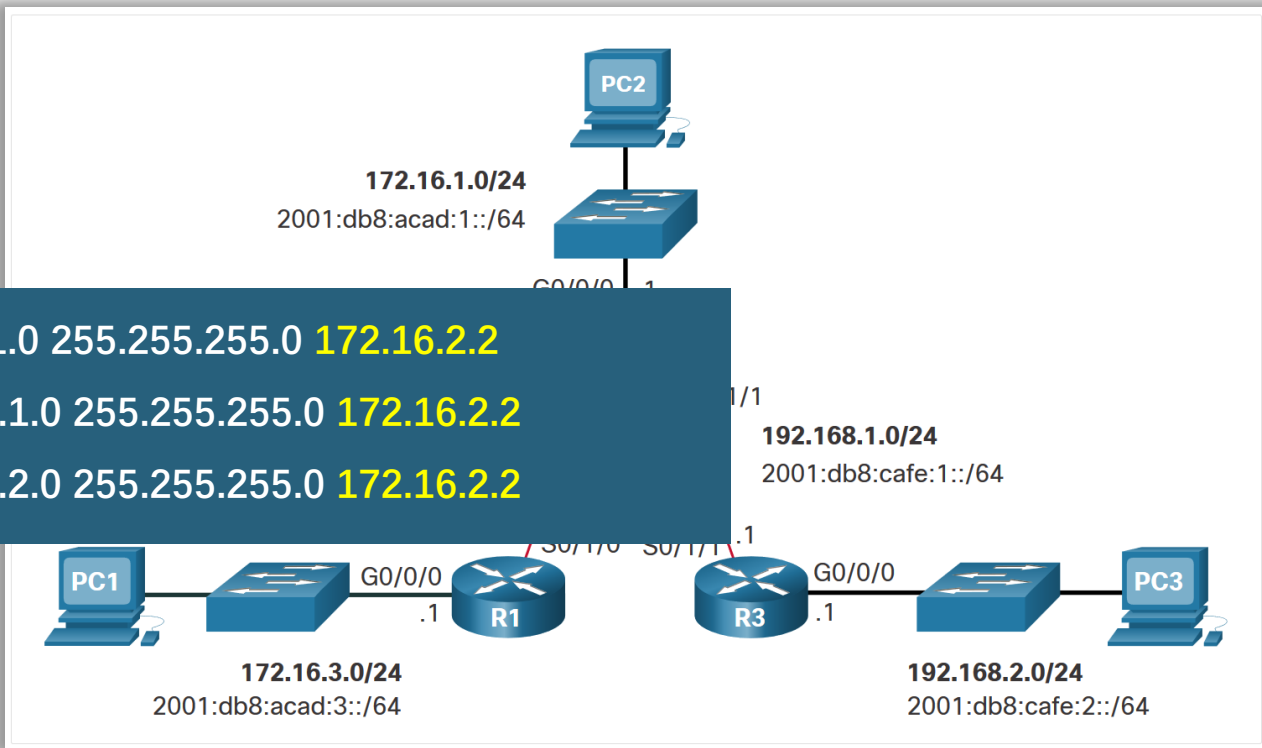 PC2
172.16.1.0/24
2001:db8:acad:1::/64
G0/0/0 .1
.0 255.255.255.0 172.16.2.2
.1.0 255.255.255.0 172.16.2.2
.2.0 255.255.255.0 172.16.2.2
1/1
192.168.1.0/24
2001:db8:cafe:1::/64
S0/1/0 S0/1/1 .1
PC1
G0/0/0
.1
R1
R3
G0/0/0
.1
PC3
172.16.3.0/24
2001:db8:acad:3::/64
192.168.2.0/24
2001:db8:cafe:2::/64